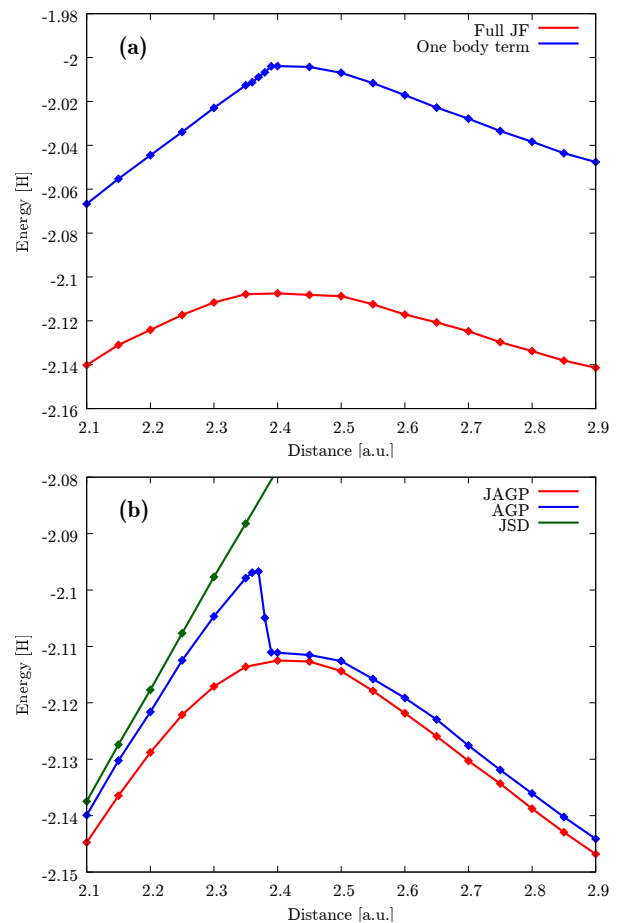 -1.98
(a)
Full JF
One body term
-2
-2.02
-2.04
-2.06
-2.08
-2.1
-2.12
-2.14
-2.16
Energy [H]
2.1 2.2 2.3 2.4 2.5 2.6 2.7 2.8 2.9
Distance [a.u.]
-2.08
(b)
JAGP
AGP
JSD
-2.09
-2.1
-2.11
-2.12
-2.13
-2.14
-2.15
Energy [H]
2.1 2.2 2.3 2.4 2.5 2.6 2.7 2.8 2.9
Distance [a.u.]